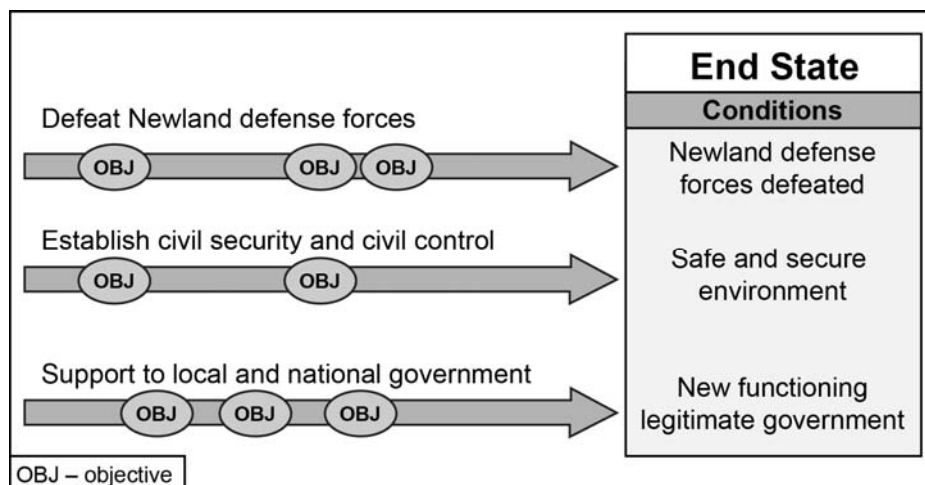 End State
Conditions
Defeat Newland defense forces
OBJ OBJ OBJ
Newland defense
forces defeated
Establish civil security and civil control
OBJ OBJ
Safe and secure
environment
Support to local and national government
OBJ OBJ OBJ
New functioning
legitimate government
OBJ – objective